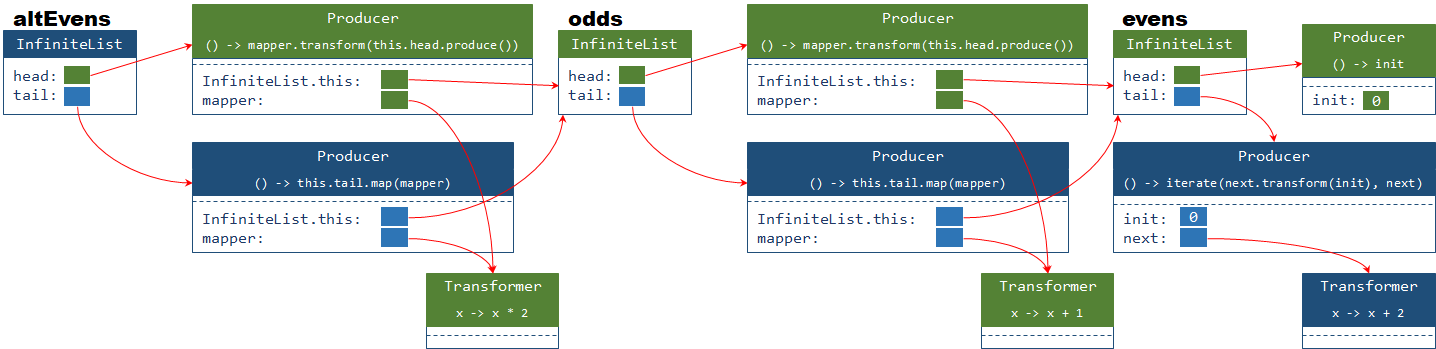 altEvens
InfiniteList
head:
tail:
Producer
() -> mapper.transform(this.head.produce())
InfiniteList.this:
mapper:
Producer
() -> this.tail.map(mapper)
InfiniteList.this:
mapper:
Transformer
x -> x * 2
odds
InfiniteList
head:
tail:
Producer
() -> mapper.transform(this.head.produce())
InfiniteList.this:
mapper:
Producer
() -> this.tail.map(mapper)
InfiniteList.this:
mapper:
Transformer
x -> x + 1
evens
InfiniteList
head:
tail:
Producer
() -> init
init: 0
Producer
() -> iterate(next.transform(init), next)
init: 0
next:
Transformer
x -> x + 2